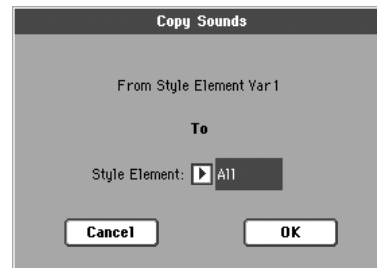 Copy Sounds
From Style Element Var1
To
Style Element: All
Cancel OK